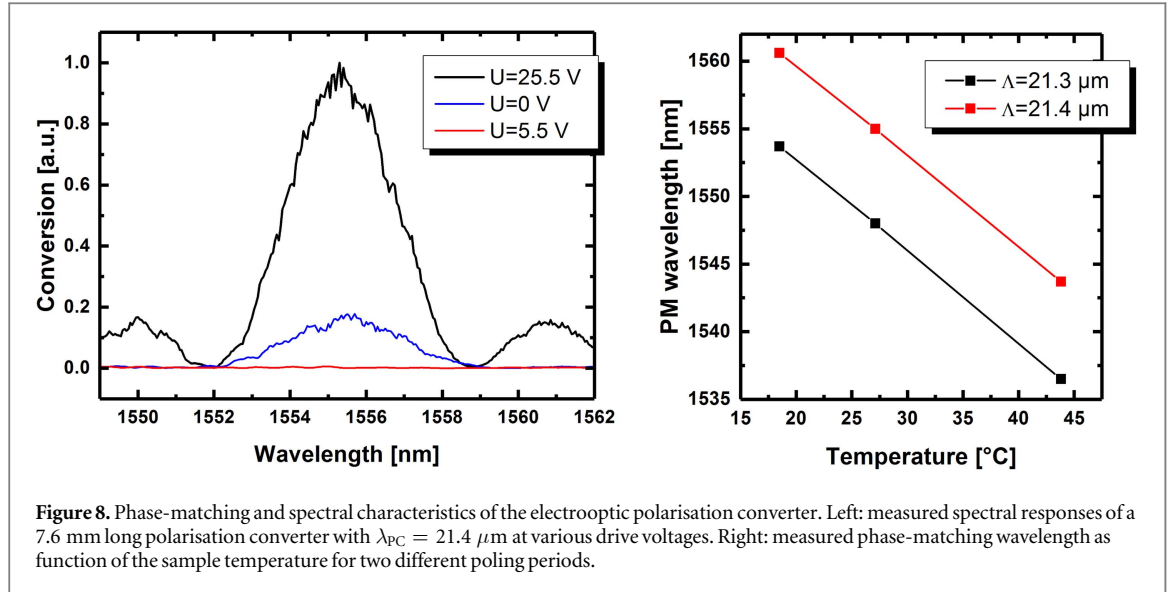 U=25.5 V
U=0 V
U=5.5 V
1.0
0.8
0.6
0.4
0.2
0.0
Conversion [a.u.]
1550 1552 1554 1556 1558 1560 1562
Wavelength [nm]
Λ=21.3 µm
Λ=21.4 µm
1560
1555
1550
1545
1540
1535
PM wavelength [nm]
15 20 25 30 35 40 45
Temperature [°C]
Figure 8. Phase-matching and spectral characteristics of the electrooptic polarisation converter. Left: measured spectral responses of a
7.6 mm long polarisation converter with λPC = 21.4 μm at various drive voltages. Right: measured phase-matching wavelength as
function of the sample temperature for two different poling periods.